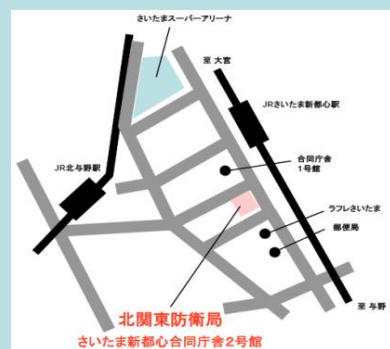 さいたまスーパーアリーナ
至 大宮
JRさいたま新都心駅
JR北与野駅
合同庁舎
1号館
ラフレさいたま
郵便局
至 与野
北関東防衛局
さいたま新都心合同庁舎2号館